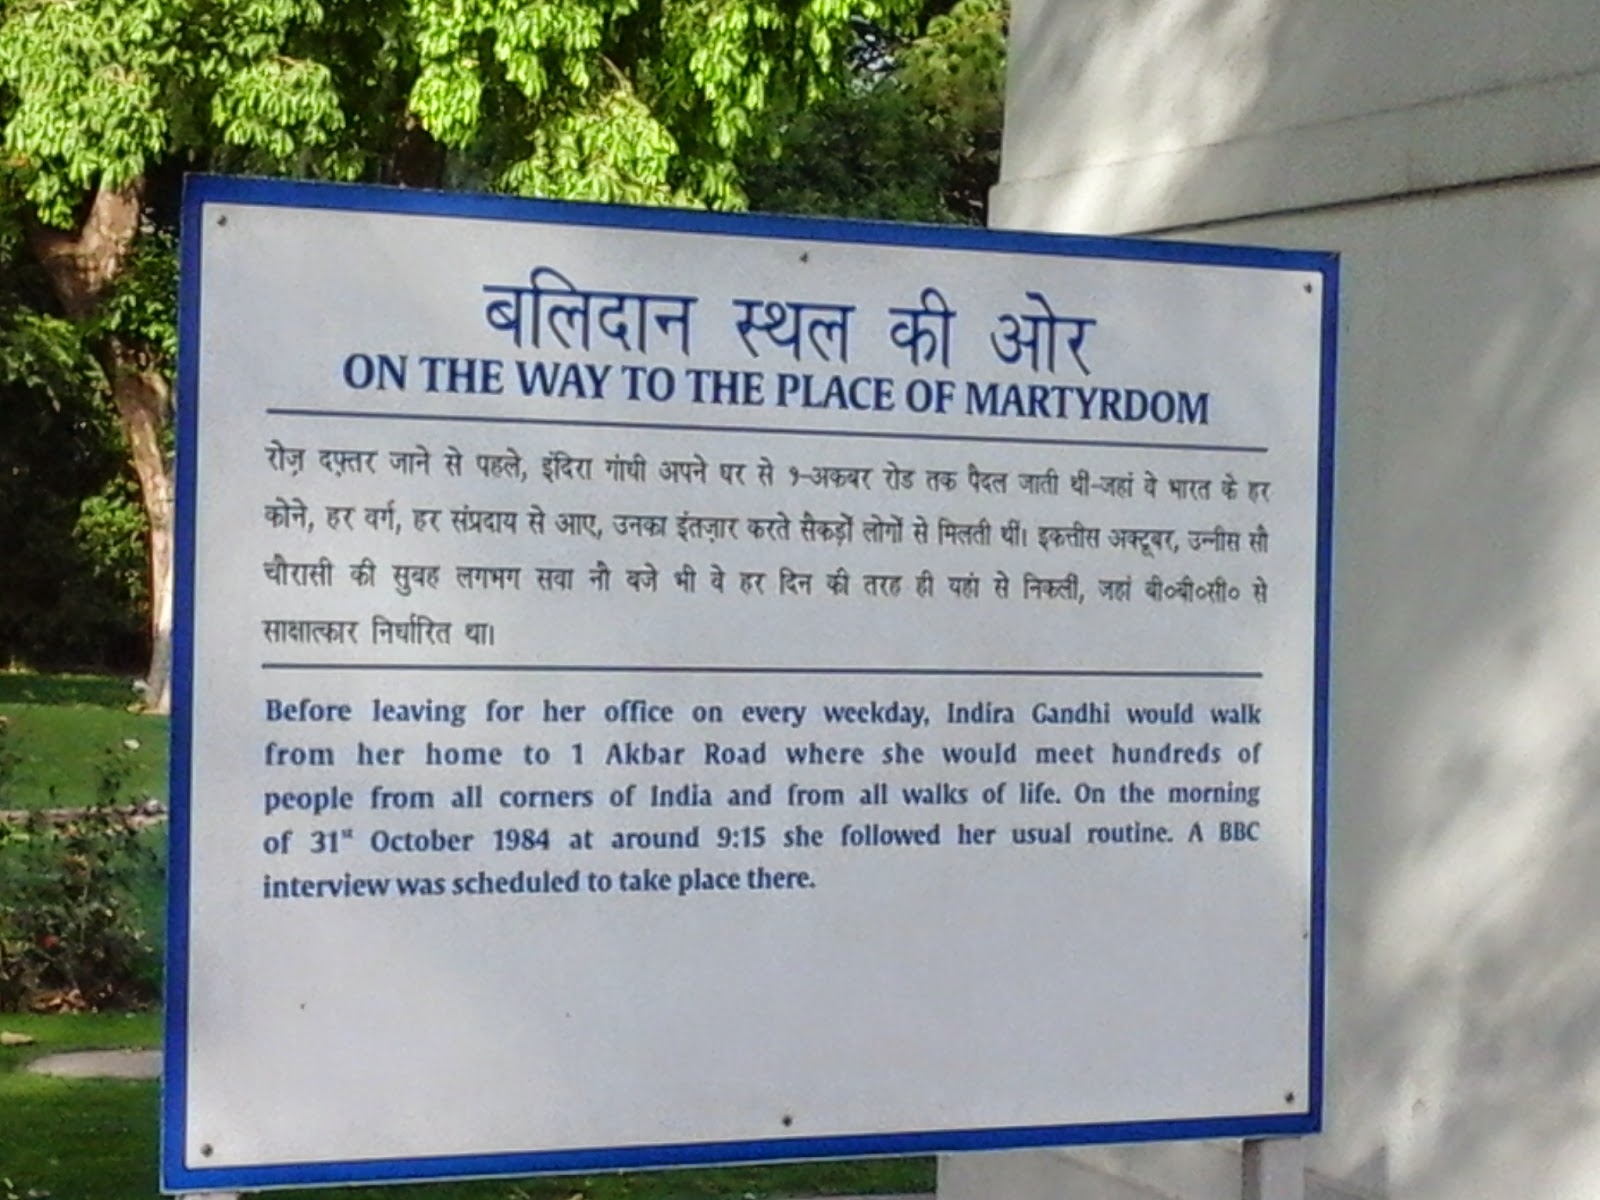 बलिदान स्थल की ओर
ON THE WAY TO THE PLACE OF MARTYRDOM
रोज़ दफ़्तर जाने से पहले, इंदिरा गांधी अपने घर से १-अकबर रोड तक पैदल जाती थी-जहां वे भारत के हर
कोने, हर वर्ग, हर संप्रदाय से आए, उनका इंतज़ार करते सैकड़ों लोगों से मिलती थीं। इकत्तीस अक्टूबर, उन्नीस सौ
चौरासी की सुबह लगभग सवा नौ बजे भी वे हर दिन की तरह ही यहां से निकलीं, जहां बी०बी०सी० से
साक्षात्कार निर्धारित था।
Before leaving for her office on every weekday, Indira Gandhi would walk
from her home to 1 Akbar Road where she would meet hundreds of
people from all corners of India and from all walks of life. On the morning
of 31st October 1984 at around 9:15 she followed her usual routine. A BBC
interview was scheduled to take place there.